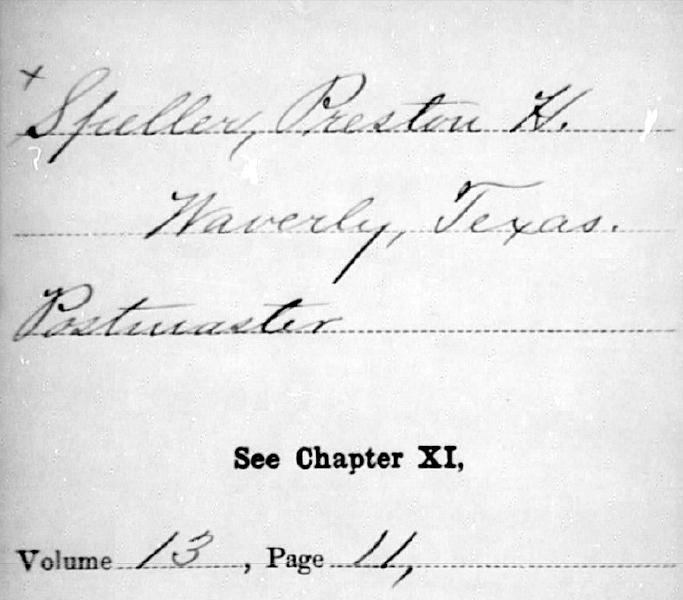 x
Speller, Preston H.
Waverly, Texas.
Postmaster
See Chapter XI,
Volume 13, Page 11,